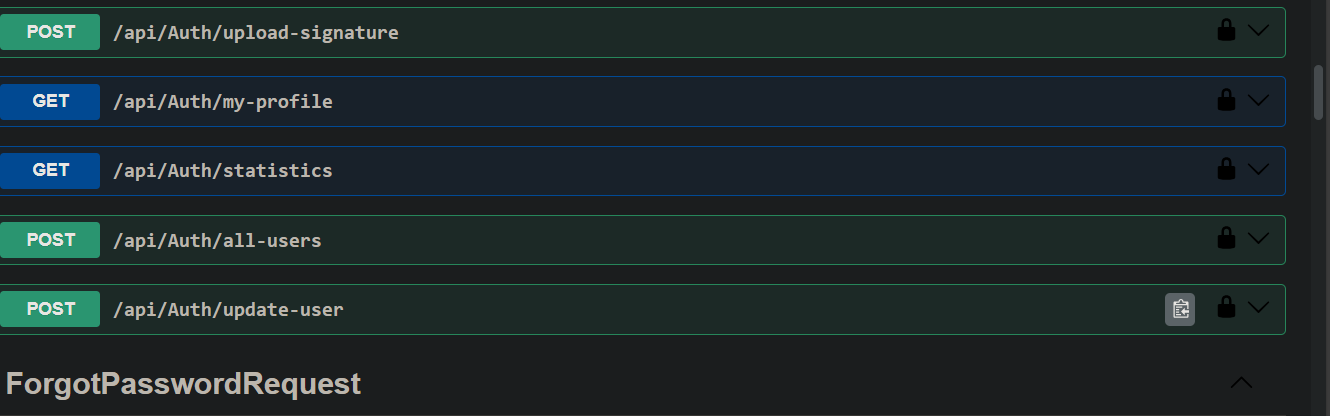 POST /api/Auth/upload-signature
GET /api/Auth/my-profile
GET /api/Auth/statistics
POST /api/Auth/all-users
POST /api/Auth/update-user
ForgotPasswordRequest